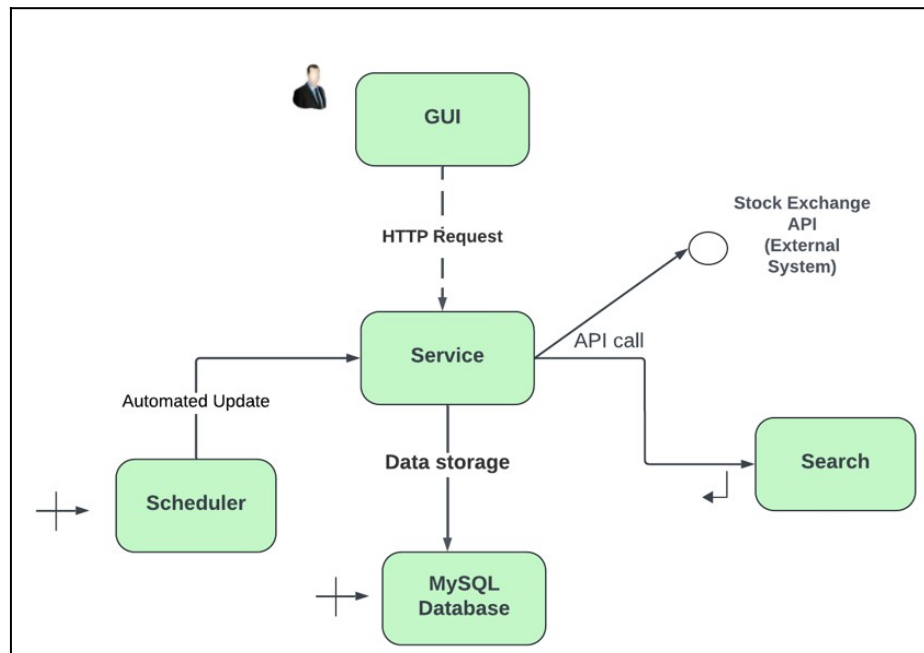 GUI
HTTP Request
Stock Exchange
API
(External
System)
Service
API call
Automated Update
Data storage
Search
Scheduler
MySQL
Database